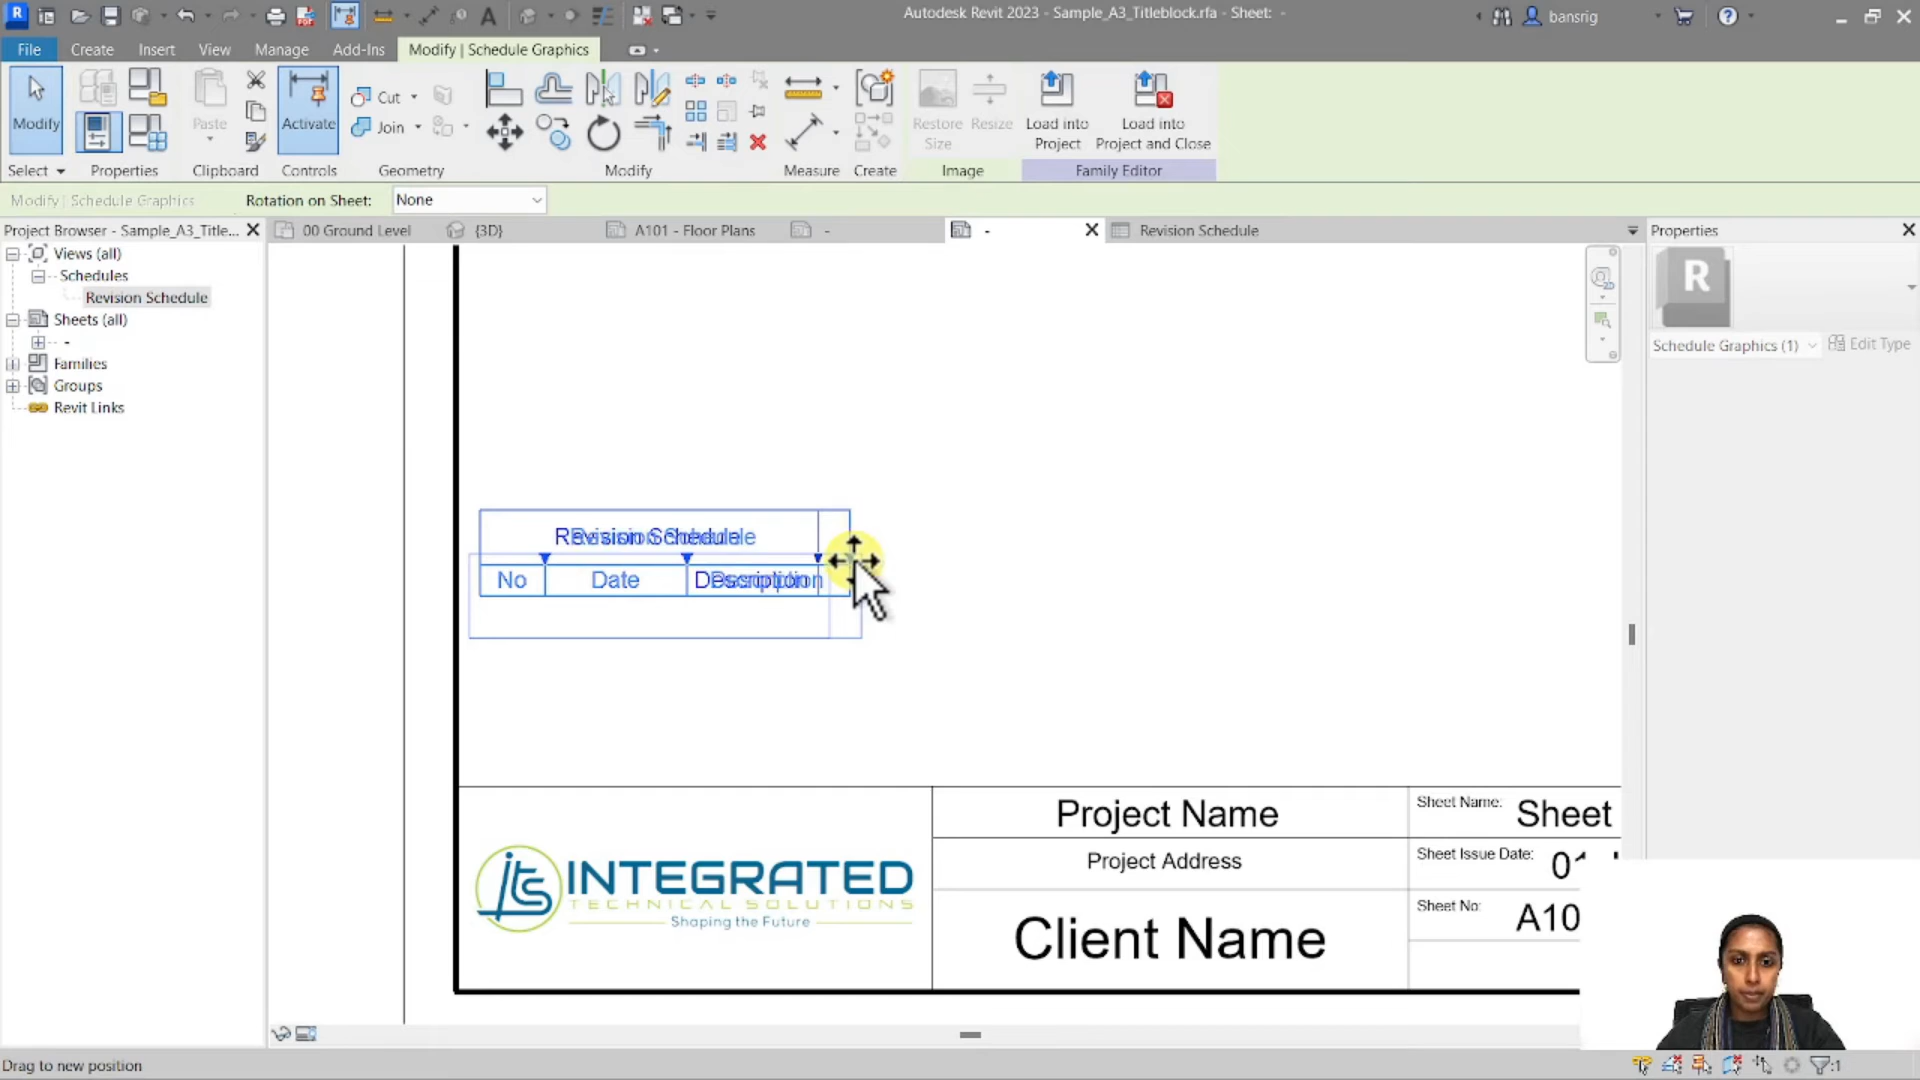 Autodesk Revit 2023 - Sample_A3_Titleblock.rfa - Sheet: -
bansrig
File Create Insert View Manage Add-Ins Modify | Schedule Graphics
Modify Paste Activate Cut Join Restore Size Resize Load into Project Load into Project and Close
Select Properties Clipboard Controls Geometry Modify Measure Create Image Family Editor
Modify | Schedule Graphics Rotation on Sheet: None
Project Browser - Sample_A3_Title... 00 Ground Level {3D} A101 - Floor Plans - - Revision Schedule Properties
Views (all)
Schedules
Revision Schedule
Sheets (all)
-
Families
Groups
Revit Links
R
Schedule Graphics (1) Edit Type
Revision Schedule
No Date Description
Project Name
Project Address
Client Name
Sheet Name: Sheet
Sheet Issue Date: 01
Sheet No: A10
its INTEGRATED
TECHNICAL SOLUTIONS
Shaping the Future
Drag to new position
:1